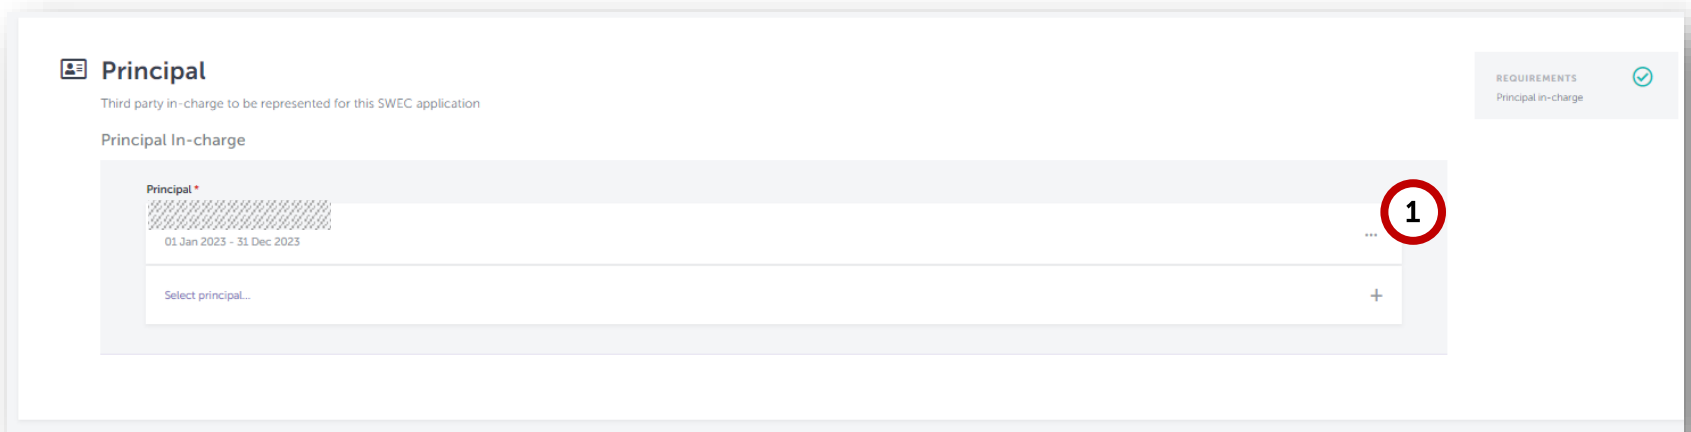 Principal
Third party in-charge to be represented for this SWEC application
Principal In-charge
REQUIREMENTS
Principal in-charge
Principal *
01 Jan 2023 - 31 Dec 2023
...
1
Select principal...
+